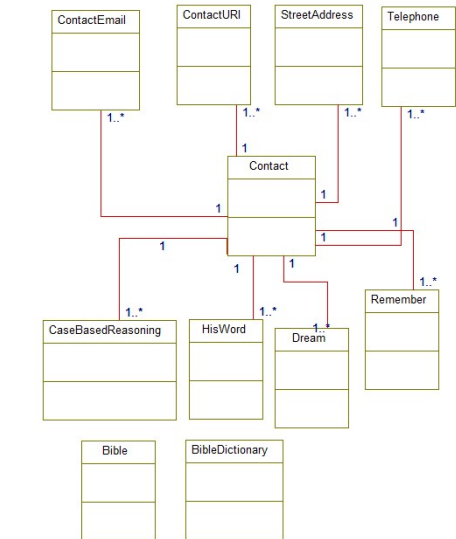 ContactEmail
ContactURI
StreetAddress
Telephone
1..*
1..*
1..*
1..*
1
Contact
1
1
1
1
1
1
1
1..*
1..*
1..*
1..*
CaseBasedReasoning
HisWord
Dream
Remember
Bible
BibleDictionary